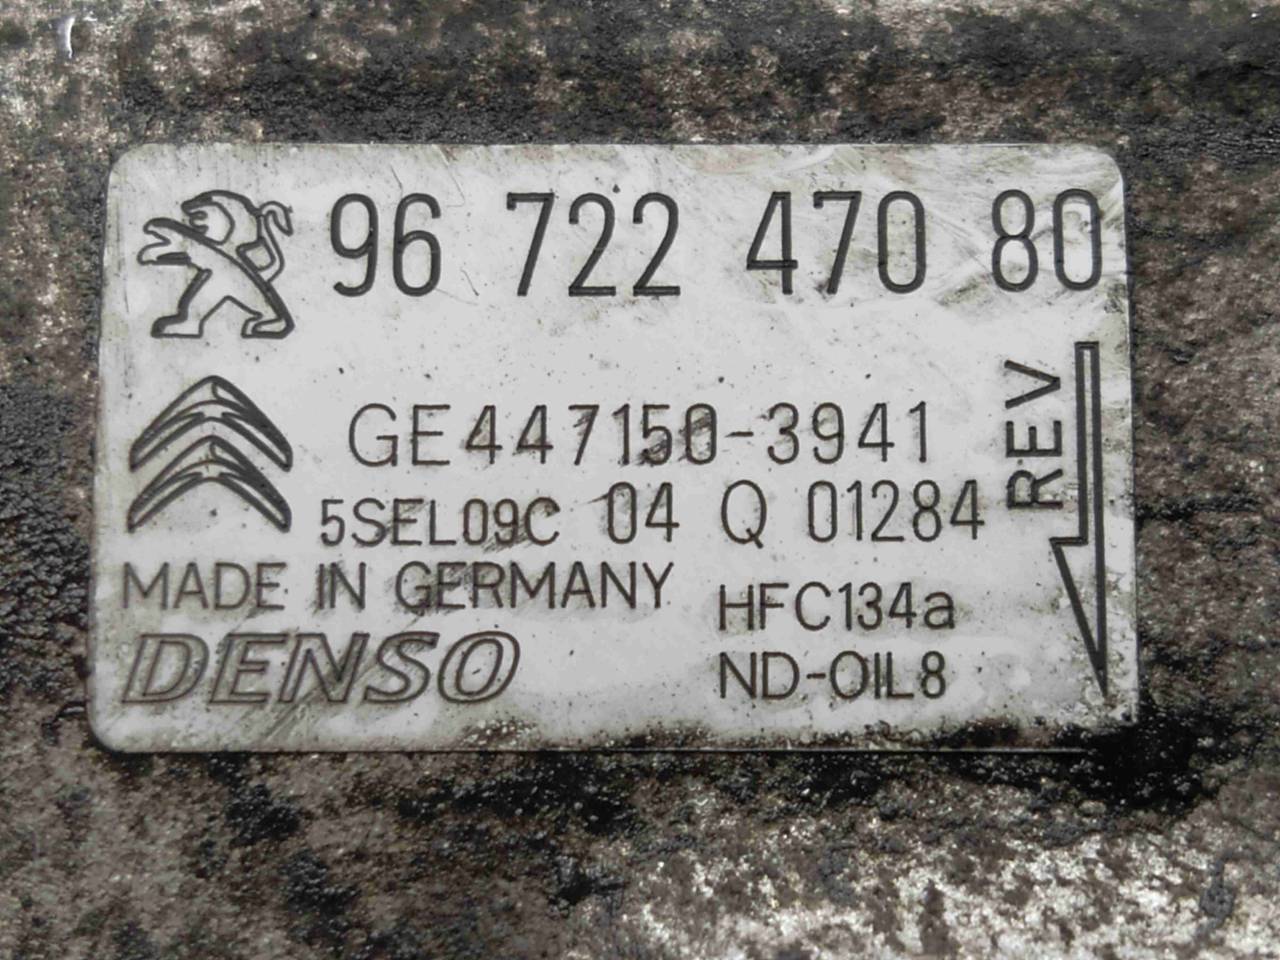 96 722 470 80
GE447150-3941
5SEL09C 04 Q 01284
REV
MADE IN GERMANY
HFC134a
DENSO
ND-OIL8